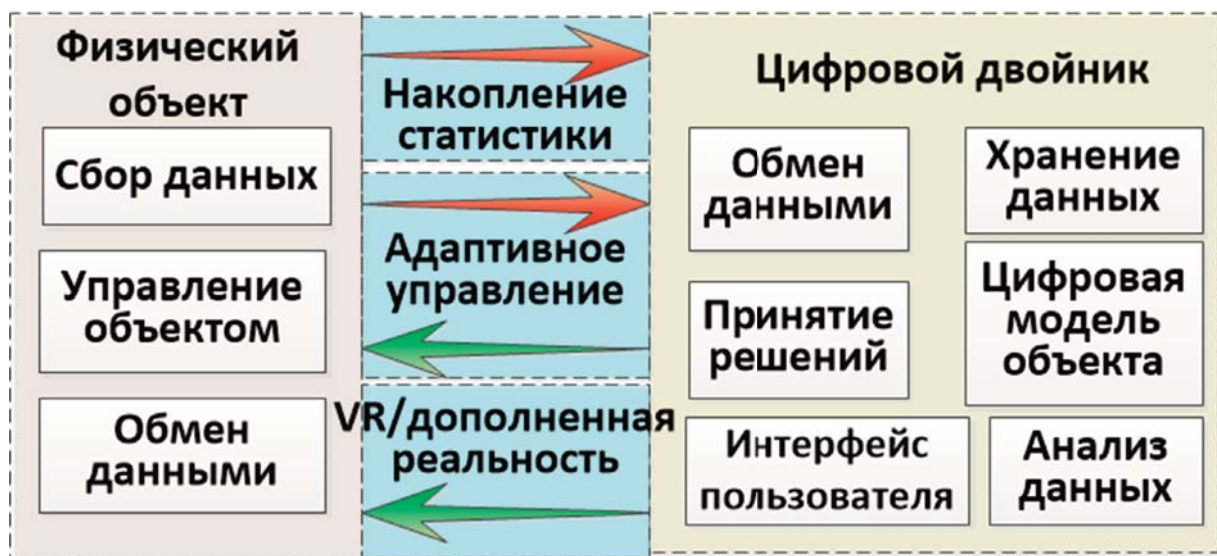 Физический
объект
Сбор данных
Управление
объектом
Обмен
данными
Накопление
статистики
Адаптивное
управление
VR/дополненная
реальность
Цифровой двойник
Обмен
данными
Хранение
данных
Принятие
решений
Цифровая
модель
объекта
Интерфейс
пользователя
Анализ
данных